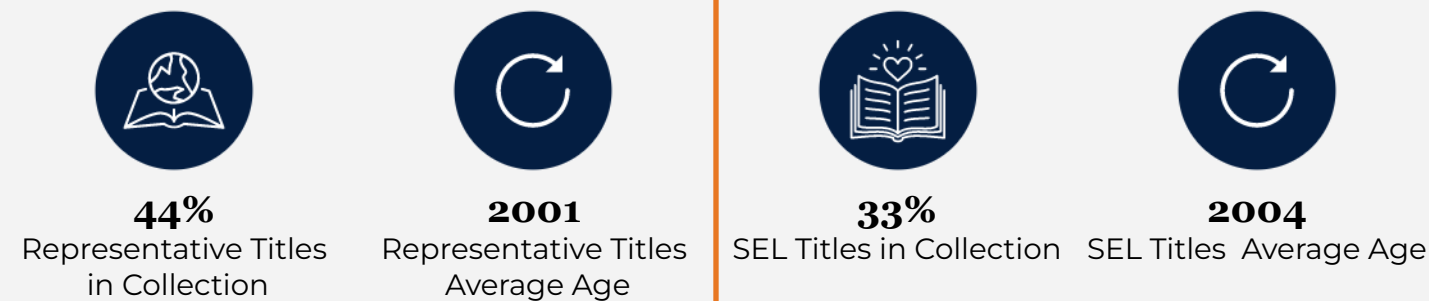 44%
Representative Titles
in Collection
2001
Representative Titles
Average Age
33%
SEL Titles in Collection
2004
SEL Titles  Average Age